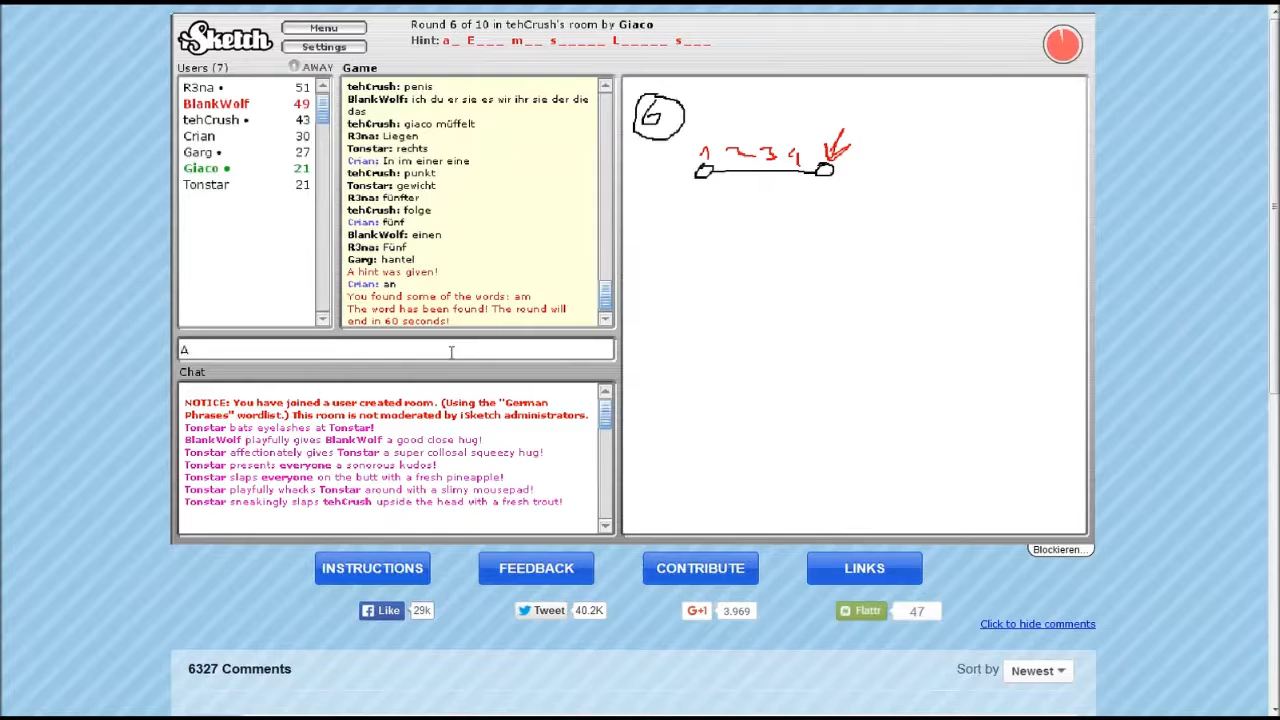 iSketch
Menu
Settings
Round 6 of 10 in tehCrush's room by Giaco
Hint: a_ E___ m__ s_____ L_____ s___
Users (7)
AWAY
Game
R3na • 51
BlankWolf 49
tehCrush • 43
Crian 30
Garg • 27
Giaco • 21
Tonstar 21
tehCrush: penis
BlankWolf: ich du er sie es wir ihr sie der die
das
tehCrush: giaco müffelt
R3na: Liegen
Tonstar: rechts
Crian: In im einer eine
tehCrush: punkt
Tonstar: gewicht
R3na: fünfter
tehCrush: folge
Crian: fünf
BlankWolf: einen
R3na: Fünf
Garg: hantel
A hint was given!
Crian: an
You found some of the words: am
The word has been found! The round will
end in 60 seconds!
6
1 2 3 4
A
Chat
NOTICE: You have joined a user created room. (Using the "German
Phrases" wordlist.) This room is not moderated by iSketch administrators.
Tonstar bats eyelashes at Tonstar!
BlankWolf playfully gives BlankWolf a good close hug!
Tonstar affectionately gives Tonstar a super collosal squeezy hug!
Tonstar presents everyone a sonorous kudos!
Tonstar slaps everyone on the butt with a fresh pineapple!
Tonstar playfully whacks Tonstar around with a slimy mousepad!
Tonstar sneakingly slaps tehCrush upside the head with a fresh trout!
Blockieren...
INSTRUCTIONS
FEEDBACK
CONTRIBUTE
LINKS
Like 29k
Tweet 40.2K
G+1 3.969
Flattr 47
Click to hide comments
6327 Comments
Sort by Newest